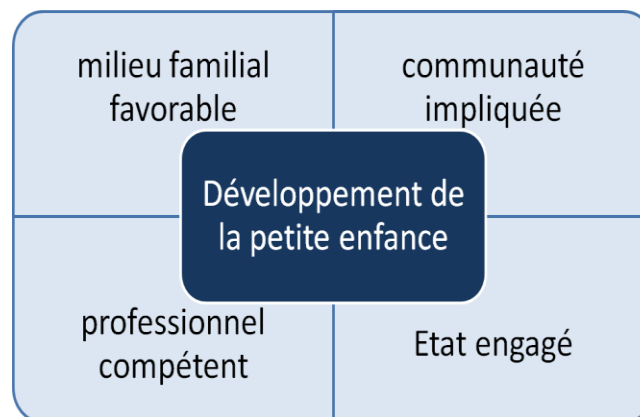 milieu familial
favorable
communauté
impliquée
Développement de
la petite enfance
professionnel
compétent
Etat engagé